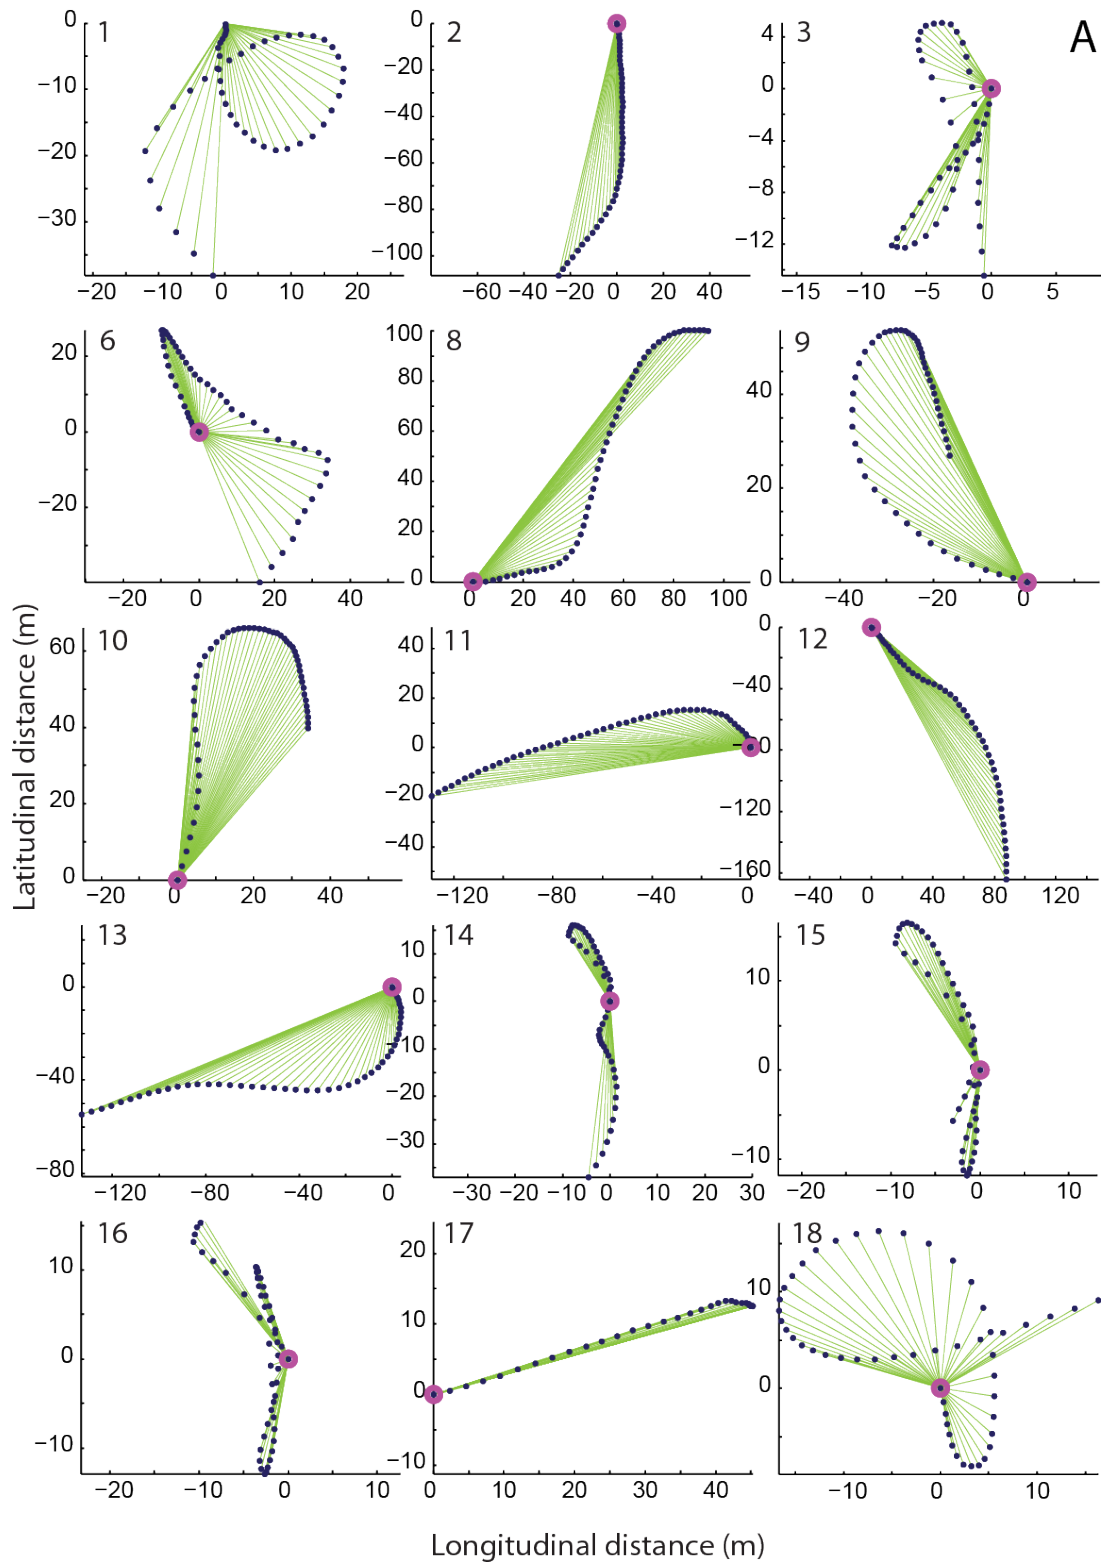 1 2 3 A
0 −10 −20 −30
−20 −10 0 10 20
0 −20 −40 −60 −80 −100
−60 −40 −20 0 20 40
4 0 −4 −8 −12
−15 −10 −5 0 5
6 8 9
20 0 −20
−20 0 20 40
100 80 60 40 20 0
0 20 40 60 80 100
40 20 0
−40 −20 0
10 11 12
60 40 20 0
−20 0 20 40
40 20 0 −20 −40
−120 −80 −40 0
0 −40 −80 −120 −160
−40 0 40 80 120
13 14 15
0 −40 −80
−120 −80 −40 0
10 0 −10 −20 −30
−30 −20 −10 0 10 20 30
10 0 −10
−20 −10 0 10
16 17 18
10 0 −10
−20 −10 0 10
20 10 0 −10
0 10 20 30 40
10 0
−10 0 10
Latitudinal distance (m)
Longitudinal distance (m)